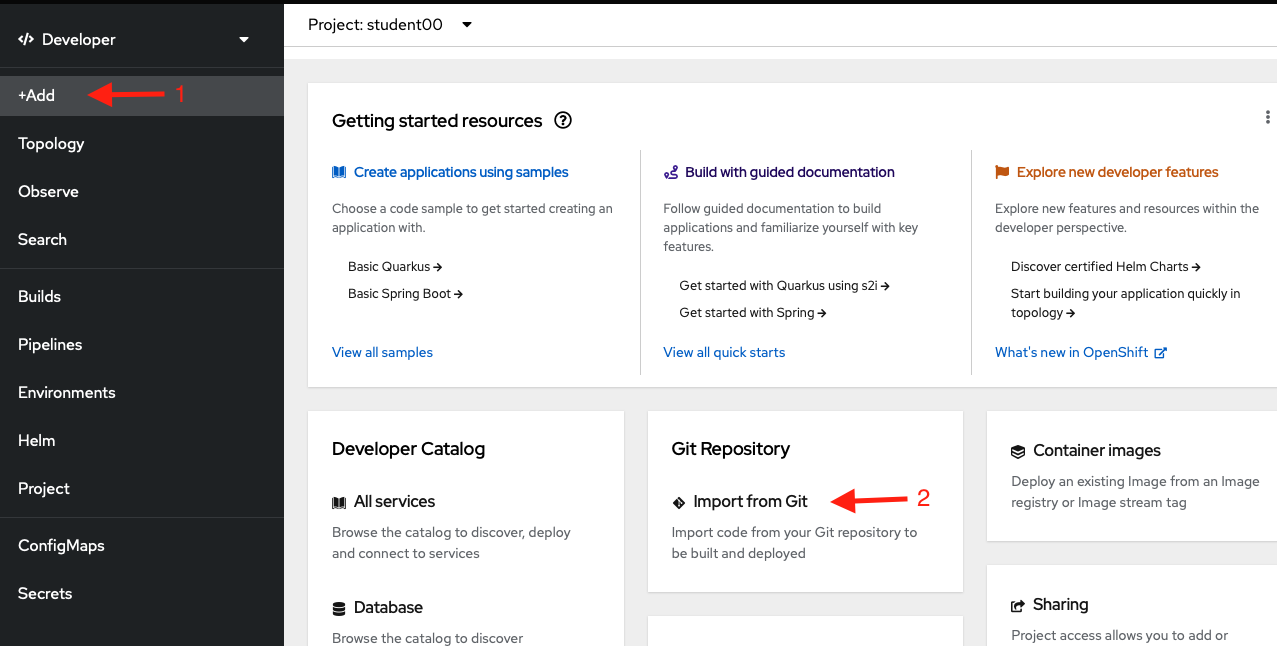 Developer
+Add
1
Topology
Observe
Search
Builds
Pipelines
Environments
Helm
Project
ConfigMaps
Secrets
Project: student00
Getting started resources
Create applications using samples
Choose a code sample to get started creating an
application with.
Basic Quarkus
Basic Spring Boot
View all samples
Build with guided documentation
Follow guided documentation to build
applications and familiarize yourself with key
features.
Get started with Quarkus using s2i
Get started with Spring
View all quick starts
Explore new developer features
Explore new features and resources within the
developer perspective.
Discover certified Helm Charts
Start building your application quickly in
topology
What's new in OpenShift
Developer Catalog
All services
Browse the catalog to discover, deploy
and connect to services
Database
Browse the catalog to discover
Git Repository
Import from Git
2
Import code from your Git repository to
be built and deployed
Container images
Deploy an existing Image from an Image
registry or Image stream tag
Sharing
Project access allows you to add or